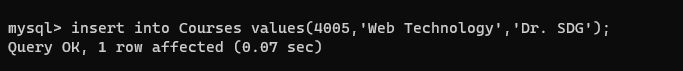 mysql> insert into Courses values(4005,'Web Technology','Dr. SDG');
Query OK, 1 row affected (0.07 sec)